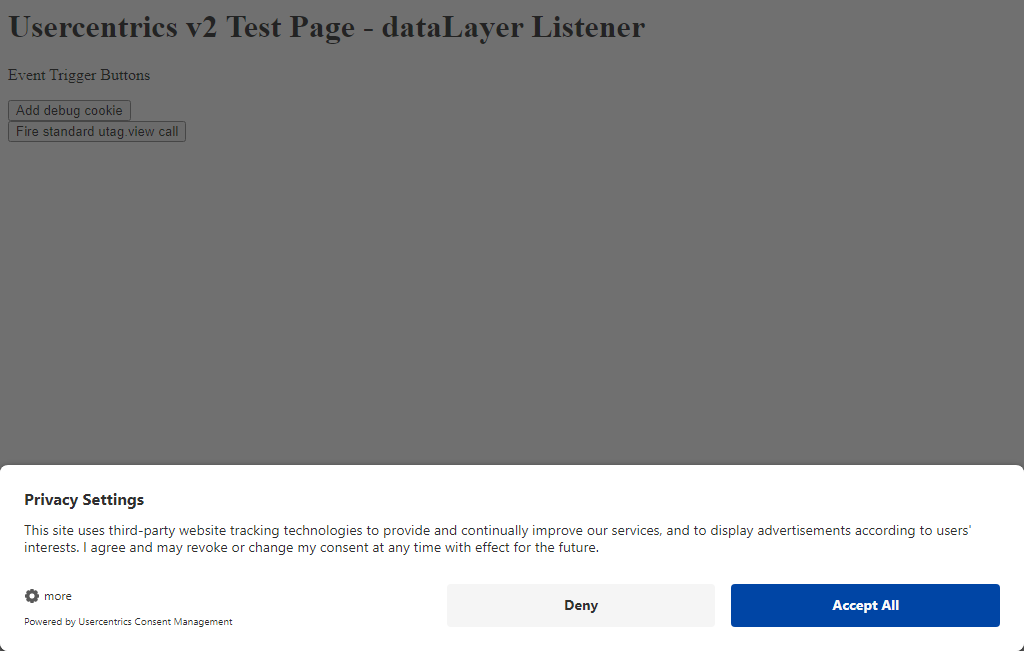 Usercentrics v2 Test Page - dataLayer Listener
Event Trigger Buttons
Add debug cookie
Fire standard utag.view call
Privacy Settings
This site uses third-party website tracking technologies to provide and continually improve our services, and to display advertisements according to users'
interests. I agree and may revoke or change my consent at any time with effect for the future.
more
Deny
Accept All
Powered by Usercentrics Consent Management